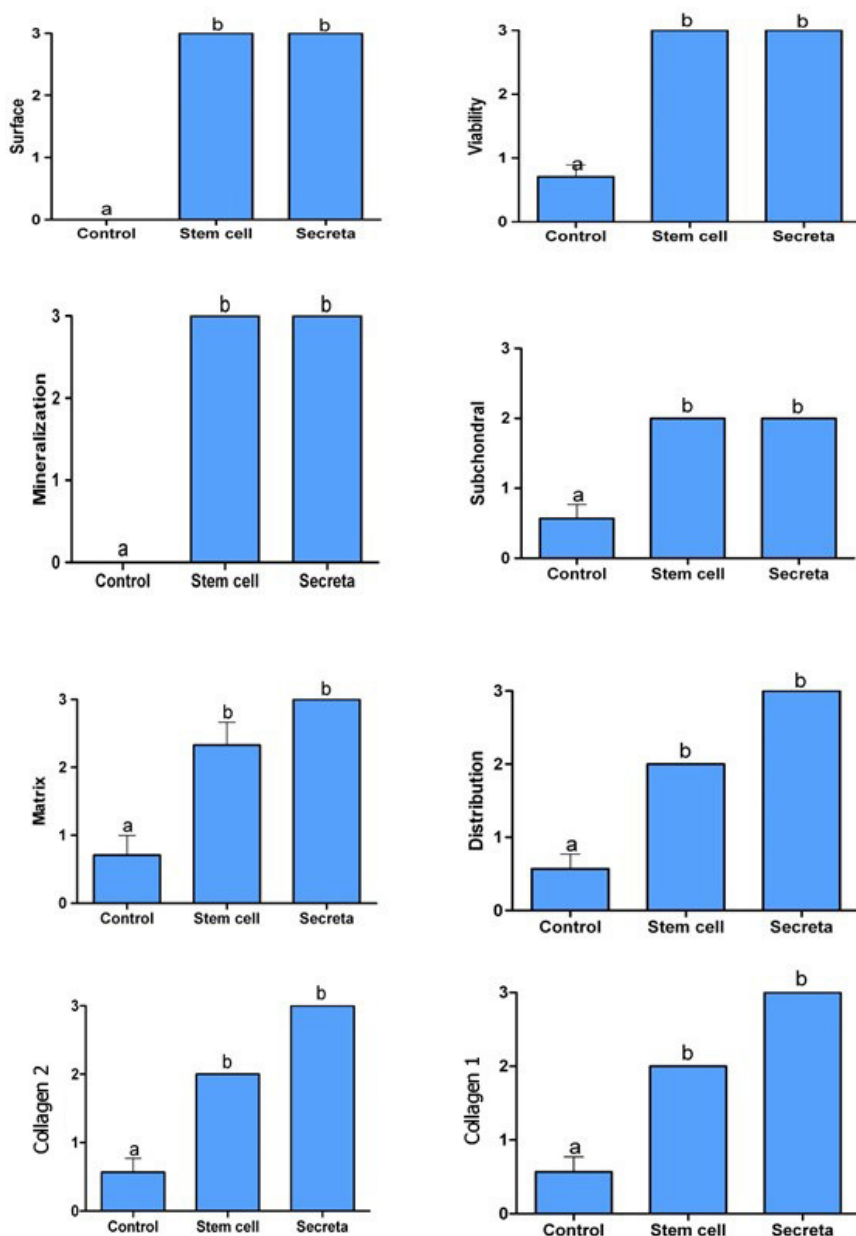 Surface
3
2
1
0
b
b
a
Control
Stem cell
Secreta
Viability
3
2
1
0
b
b
a
Control
Stem cell
Secreta
Mineralization
3
2
1
0
b
b
a
Control
Stem cell
Secreta
Subchondral
3
2
1
0
b
b
a
Control
Stem cell
Secreta
Matrix
3
2
1
0
b
b
a
Control
Stem cell
Secreta
Distribution
3
2
1
0
b
b
a
Control
Stem cell
Secreta
Collagen 2
3
2
1
0
b
b
a
Control
Stem cell
Secreta
Collagen 1
3
2
1
0
b
b
a
Control
Stem cell
Secreta